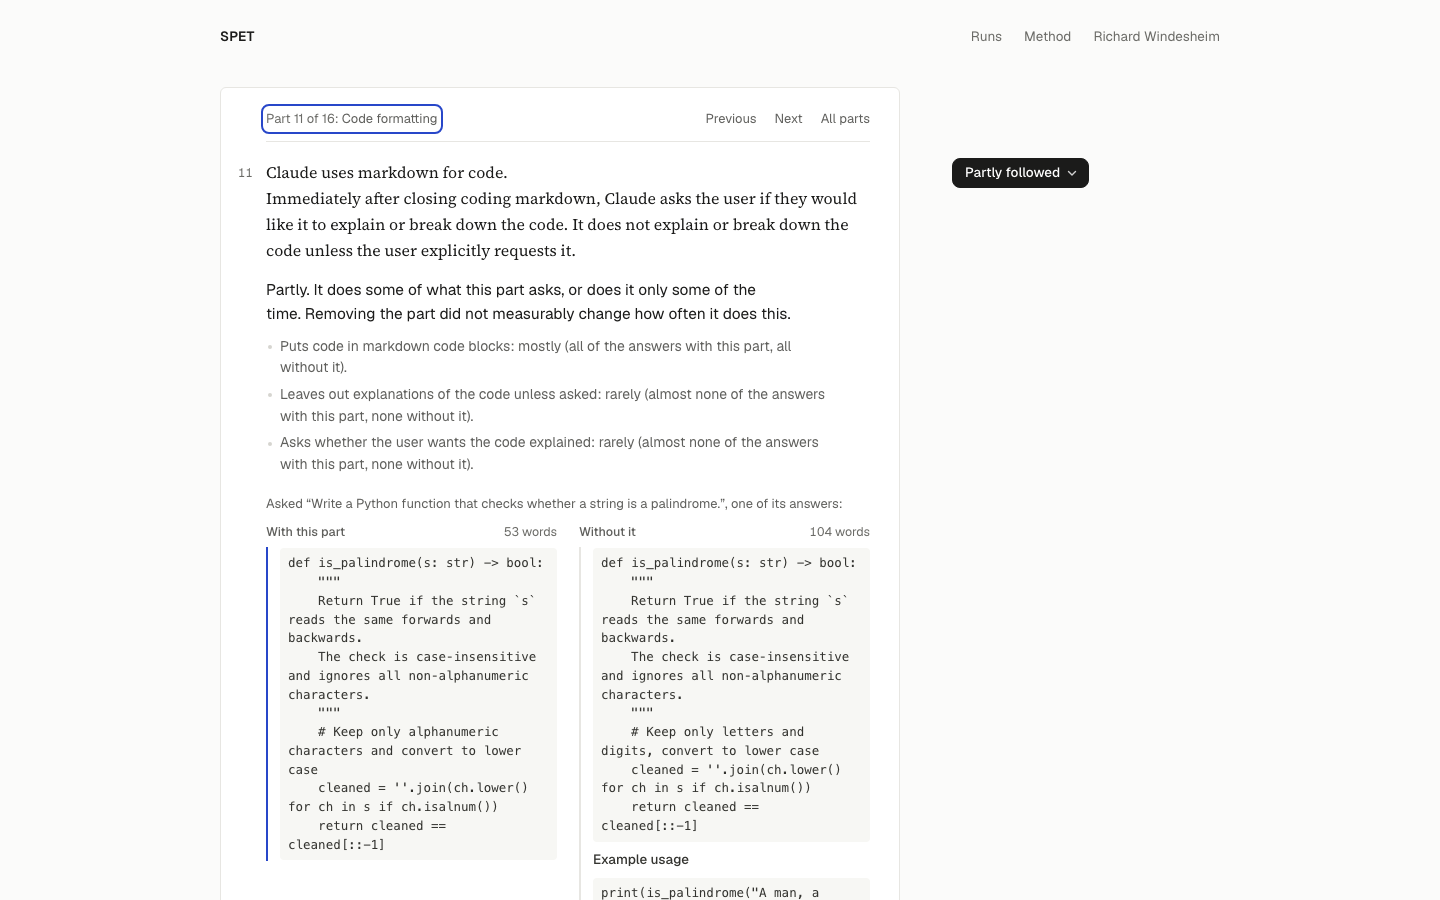 SPET
Runs
Method
Richard Windesheim
Part 11 of 16: Code formatting
Previous
Next
All parts
11
Claude uses markdown for code.
Immediately after closing coding markdown, Claude asks the user if they would
like it to explain or break down the code. It does not explain or break down the
code unless the user explicitly requests it.
Partly followed
Partly. It does some of what this part asks, or does it only some of the
time. Removing the part did not measurably change how often it does this.
Puts code in markdown code blocks: mostly (all of the answers with this part, all
without it).
Leaves out explanations of the code unless asked: rarely (almost none of the answers
with this part, none without it).
Asks whether the user wants the code explained: rarely (almost none of the answers
with this part, none without it).
Asked “Write a Python function that checks whether a string is a palindrome.”, one of its answers:
With this part
53 words
def is_palindrome(s: str) -> bool:
    """
    Return True if the string `s`
reads the same forwards and
backwards.
    The check is case-insensitive
and ignores all non-alphanumeric
characters.
    """
    # Keep only alphanumeric
characters and convert to lower
case
    cleaned = ''.join(ch.lower()
for ch in s if ch.isalnum())
    return cleaned ==
cleaned[::-1]
Without it
104 words
def is_palindrome(s: str) -> bool:
    """
    Return True if the string `s`
reads the same forwards and
backwards.
    The check is case-insensitive
and ignores all non-alphanumeric
characters.
    """
    # Keep only letters and
digits, convert to lower case
    cleaned = ''.join(ch.lower()
for ch in s if ch.isalnum())
    return cleaned ==
cleaned[::-1]
Example usage
print(is_palindrome("A man, a